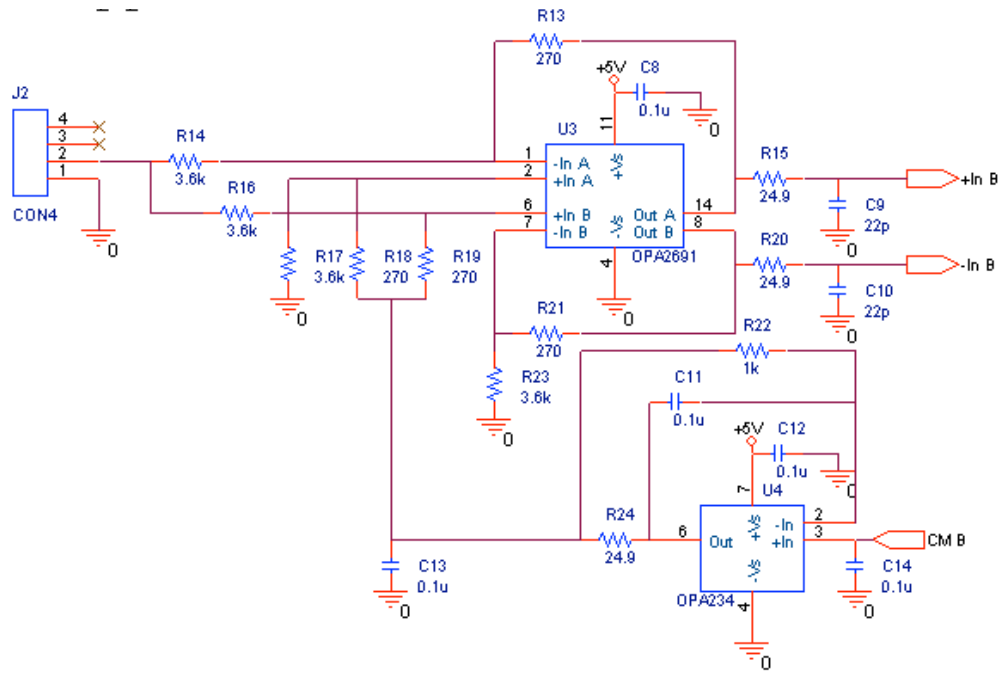 R13
270
+5V
C8
0.1u
0
J2
4
3
2
1
CON4
0
R14
3.6k
R16
3.6k
U3
11
1
-In A
2
+In A
6
+In B
7
-In B
+Vs
-Vs
Out A
14
Out B
8
OPA2691
4
0
R15
24.9
+In B
C9
22p
0
R20
24.9
-In B
C10
22p
0
R17
3.6k
R18
270
R19
270
0
R21
270
R23
3.6k
0
R22
1k
C11
0.1u
+5V
C12
0.1u
0
7
U4
R24
24.9
6
Out
+Vs
-Vs
-In
2
+In
3
CM B
OPA234
4
0
C13
0.1u
0
C14
0.1u
0